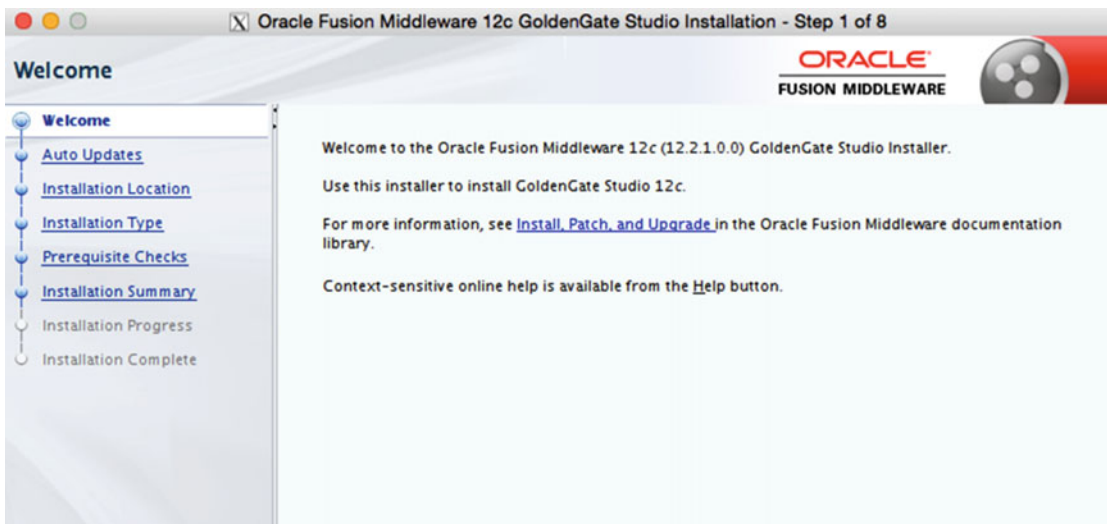 X Oracle Fusion Middleware 12c GoldenGate Studio Installation - Step 1 of 8
Welcome
ORACLE®
FUSION MIDDLEWARE
Welcome
Auto Updates
Installation Location
Installation Type
Prerequisite Checks
Installation Summary
Installation Progress
Installation Complete
Welcome to the Oracle Fusion Middleware 12c (12.2.1.0.0) GoldenGate Studio Installer.
Use this installer to install GoldenGate Studio 12c.
For more information, see Install, Patch, and Upgrade in the Oracle Fusion Middleware documentation
library.
Context-sensitive online help is available from the Help button.